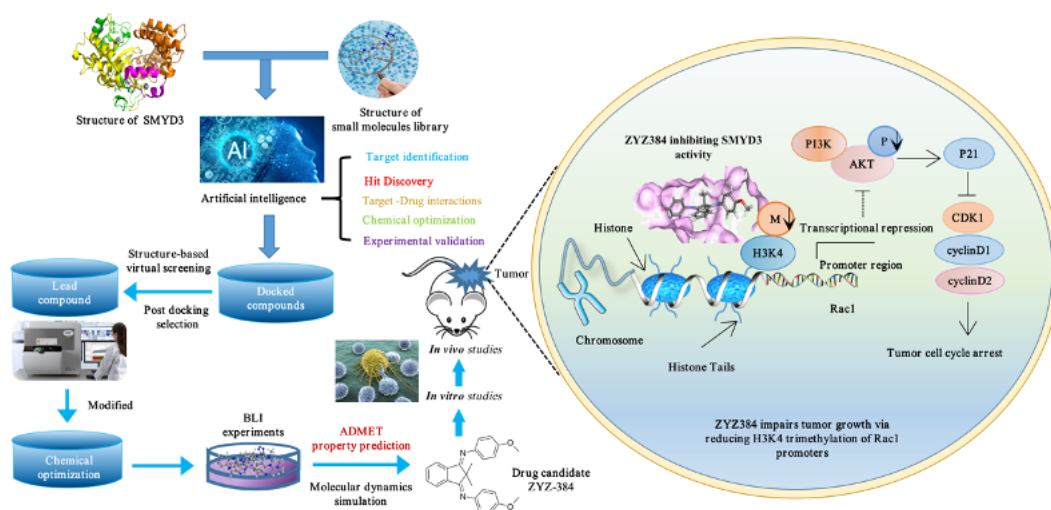 Structure of SMYD3
Structure of
small molecules library
AI
Artificial intelligence
Target identification
Hit Discovery
Target -Drug interactions
Chemical optimization
Experimental validation
Structure-based
virtual screening
Lead
compound
Docked
compounds
Post docking
selection
Modified
Chemical
optimization
BLI
experiments
ADMET
property prediction
Molecular dynamics
simulation
Drug candidate
ZYZ-384
In vitro studies
In vivo studies
Tumor
ZYZ384 inhibiting SMYD3
activity
Histone
Chromosome
Histone Tails
M
H3K4
PI3K
AKT
P
P21
CDK1
cyclinD1
cyclinD2
Tumor cell cycle arrest
Transcriptional repression
Promoter region
Rac1
ZYZ384 impairs tumor growth via
reducing H3K4 trimethylation of Rac1
promoters